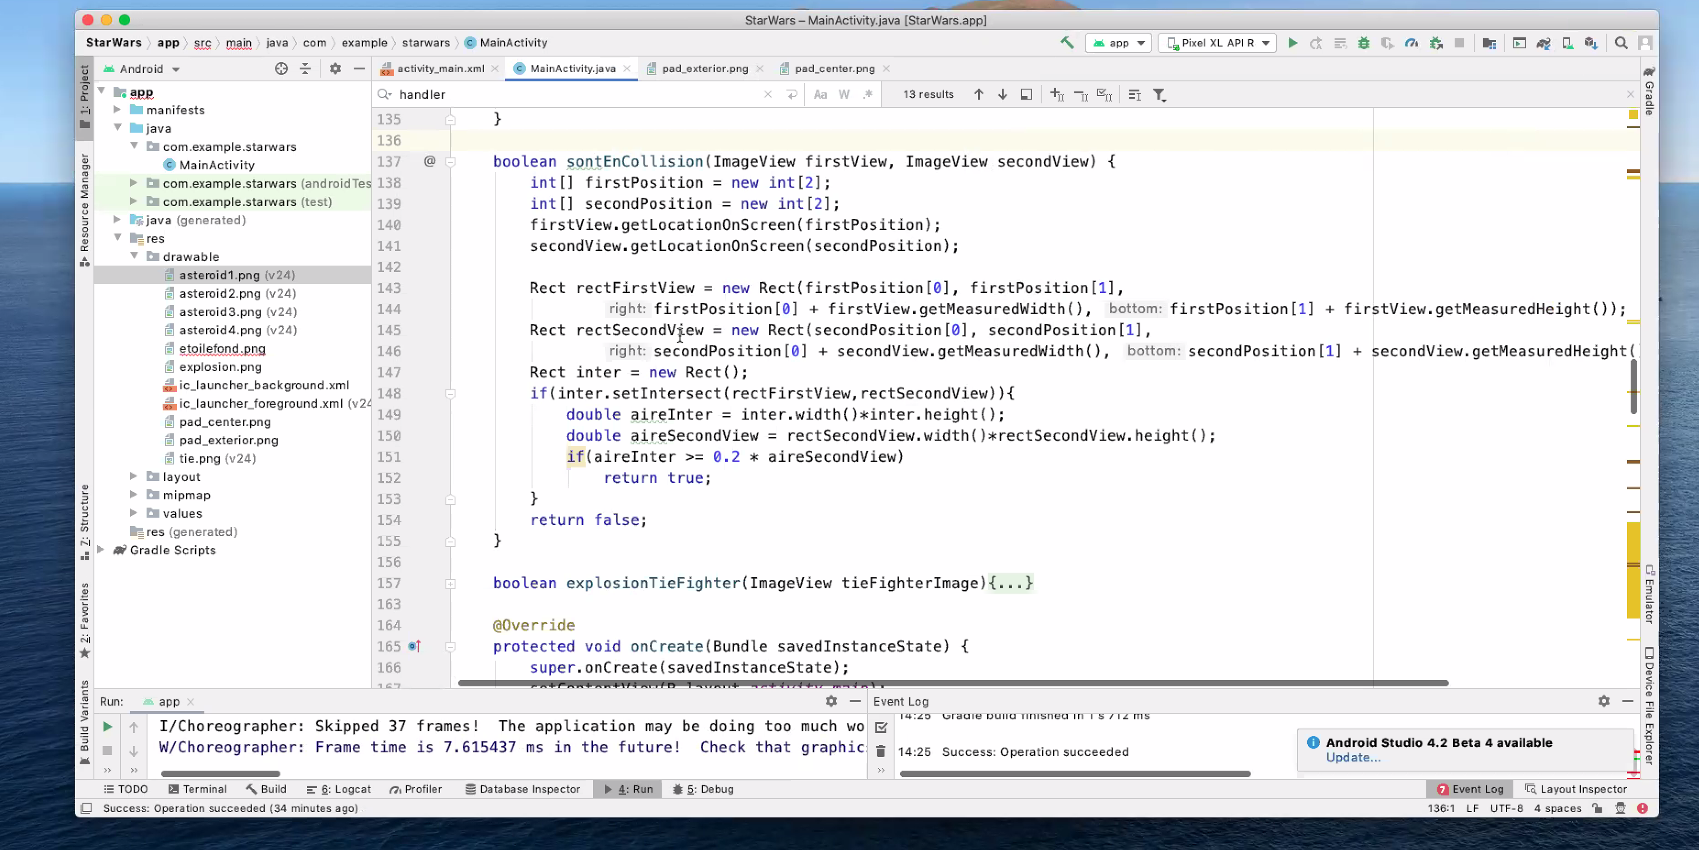 StarWars – MainActivity.java [StarWars.app]
StarWars app src main java com example starwars MainActivity
app Pixel XL API R
Android
activity_main.xml MainActivity.java pad_exterior.png pad_center.png
handler Aa W .* 13 results
1: Project
Resource Manager
7: Structure
2: Favorites
Build Variants
app
manifests
java
com.example.starwars
MainActivity
com.example.starwars (androidTes
com.example.starwars (test)
java (generated)
res
drawable
asteroid1.png (v24)
asteroid2.png (v24)
asteroid3.png (v24)
asteroid4.png (v24)
etoilefond.png
explosion.png
ic_launcher_background.xml
ic_launcher_foreground.xml (v24
pad_center.png
pad_exterior.png
tie.png (v24)
layout
mipmap
values
res (generated)
Gradle Scripts
135 }
136
137 @ boolean sontEnCollision(ImageView firstView, ImageView secondView) {
138 int[] firstPosition = new int[2];
139 int[] secondPosition = new int[2];
140 firstView.getLocationOnScreen(firstPosition);
141 secondView.getLocationOnScreen(secondPosition);
142
143 Rect rectFirstView = new Rect(firstPosition[0], firstPosition[1],
144 right: firstPosition[0] + firstView.getMeasuredWidth(), bottom: firstPosition[1] + firstView.getMeasuredHeight());
145 Rect rectSecondView = new Rect(secondPosition[0], secondPosition[1],
146 right: secondPosition[0] + secondView.getMeasuredWidth(), bottom: secondPosition[1] + secondView.getMeasuredHeight(
147 Rect inter = new Rect();
148 if(inter.setIntersect(rectFirstView,rectSecondView)){
149 double aireInter = inter.width()*inter.height();
150 double aireSecondView = rectSecondView.width()*rectSecondView.height();
151 if(aireInter >= 0.2 * aireSecondView)
152 return true;
153 }
154 return false;
155 }
156
157 boolean explosionTieFighter(ImageView tieFighterImage){...}
163
164 @Override
165 protected void onCreate(Bundle savedInstanceState) {
166 super.onCreate(savedInstanceState);
167 setContentView(R.layout.activity_main);
Gradle
Emulator
Device File Explorer
Run: app
I/Choreographer: Skipped 37 frames! The application may be doing too much wo
W/Choreographer: Frame time is 7.615437 ms in the future! Check that graphic
Event Log
14:25 Gradle build finished in 1 s 712 ms
14:25 Success: Operation succeeded
Android Studio 4.2 Beta 4 available
Update...
TODO Terminal Build 6: Logcat Profiler Database Inspector 4: Run 5: Debug 7 Event Log Layout Inspector
Success: Operation succeeded (34 minutes ago) 136:1 LF UTF-8 4 spaces